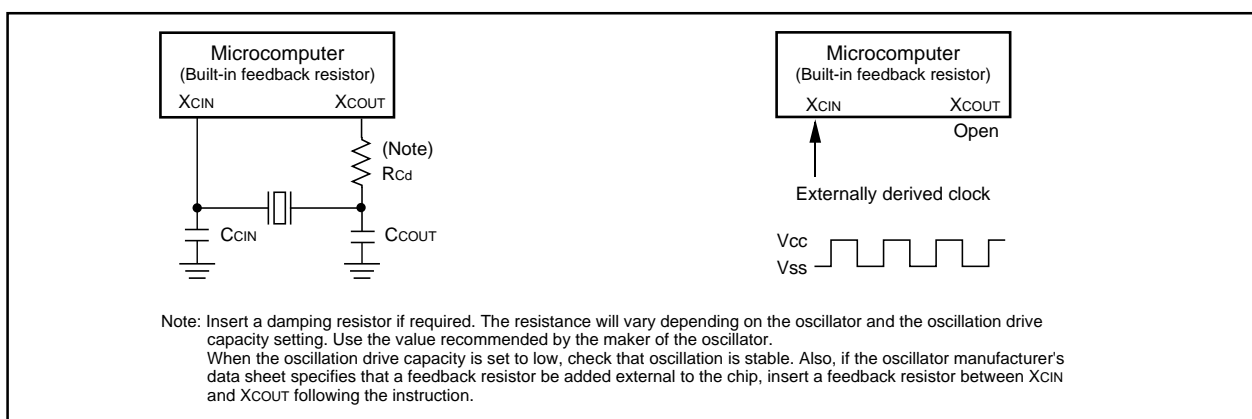 Microcomputer
(Built-in feedback resistor)
XCIN XCOUT
(Note)
RCd
CCIN CCOUT
Microcomputer
(Built-in feedback resistor)
XCIN XCOUT
Open
Externally derived clock
Vcc
Vss
Note: Insert a damping resistor if required. The resistance will vary depending on the oscillator and the oscillation drive
capacity setting. Use the value recommended by the maker of the oscillator.
When the oscillation drive capacity is set to low, check that oscillation is stable. Also, if the oscillator manufacturer's
data sheet specifies that a feedback resistor be added external to the chip, insert a feedback resistor between XCIN
and XCOUT following the instruction.